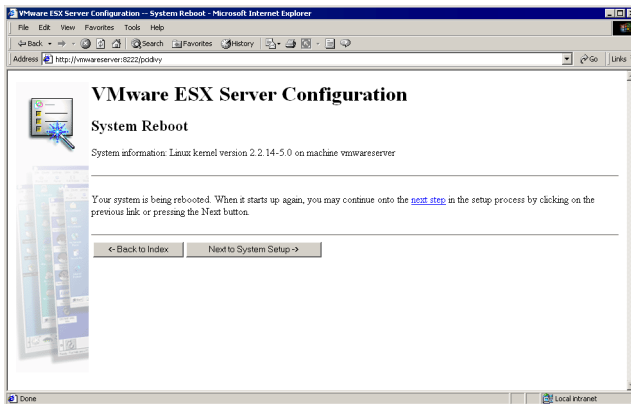 VMware ESX Server Configuration -- System Reboot - Microsoft Internet Explorer
File Edit View Favorites Tools Help
Back Search Favorites History
Address http://vmwareserver:8222/pcidivy Go Links
VMware ESX Server Configuration
System Reboot
System information: Linux kernel version 2.2.14-5.0 on machine vmwareserver
Your system is being rebooted. When it starts up again, you may continue onto the next step in the setup process by clicking on the
previous link or pressing the Next button.
<- Back to Index Next to System Setup ->
Done Local intranet